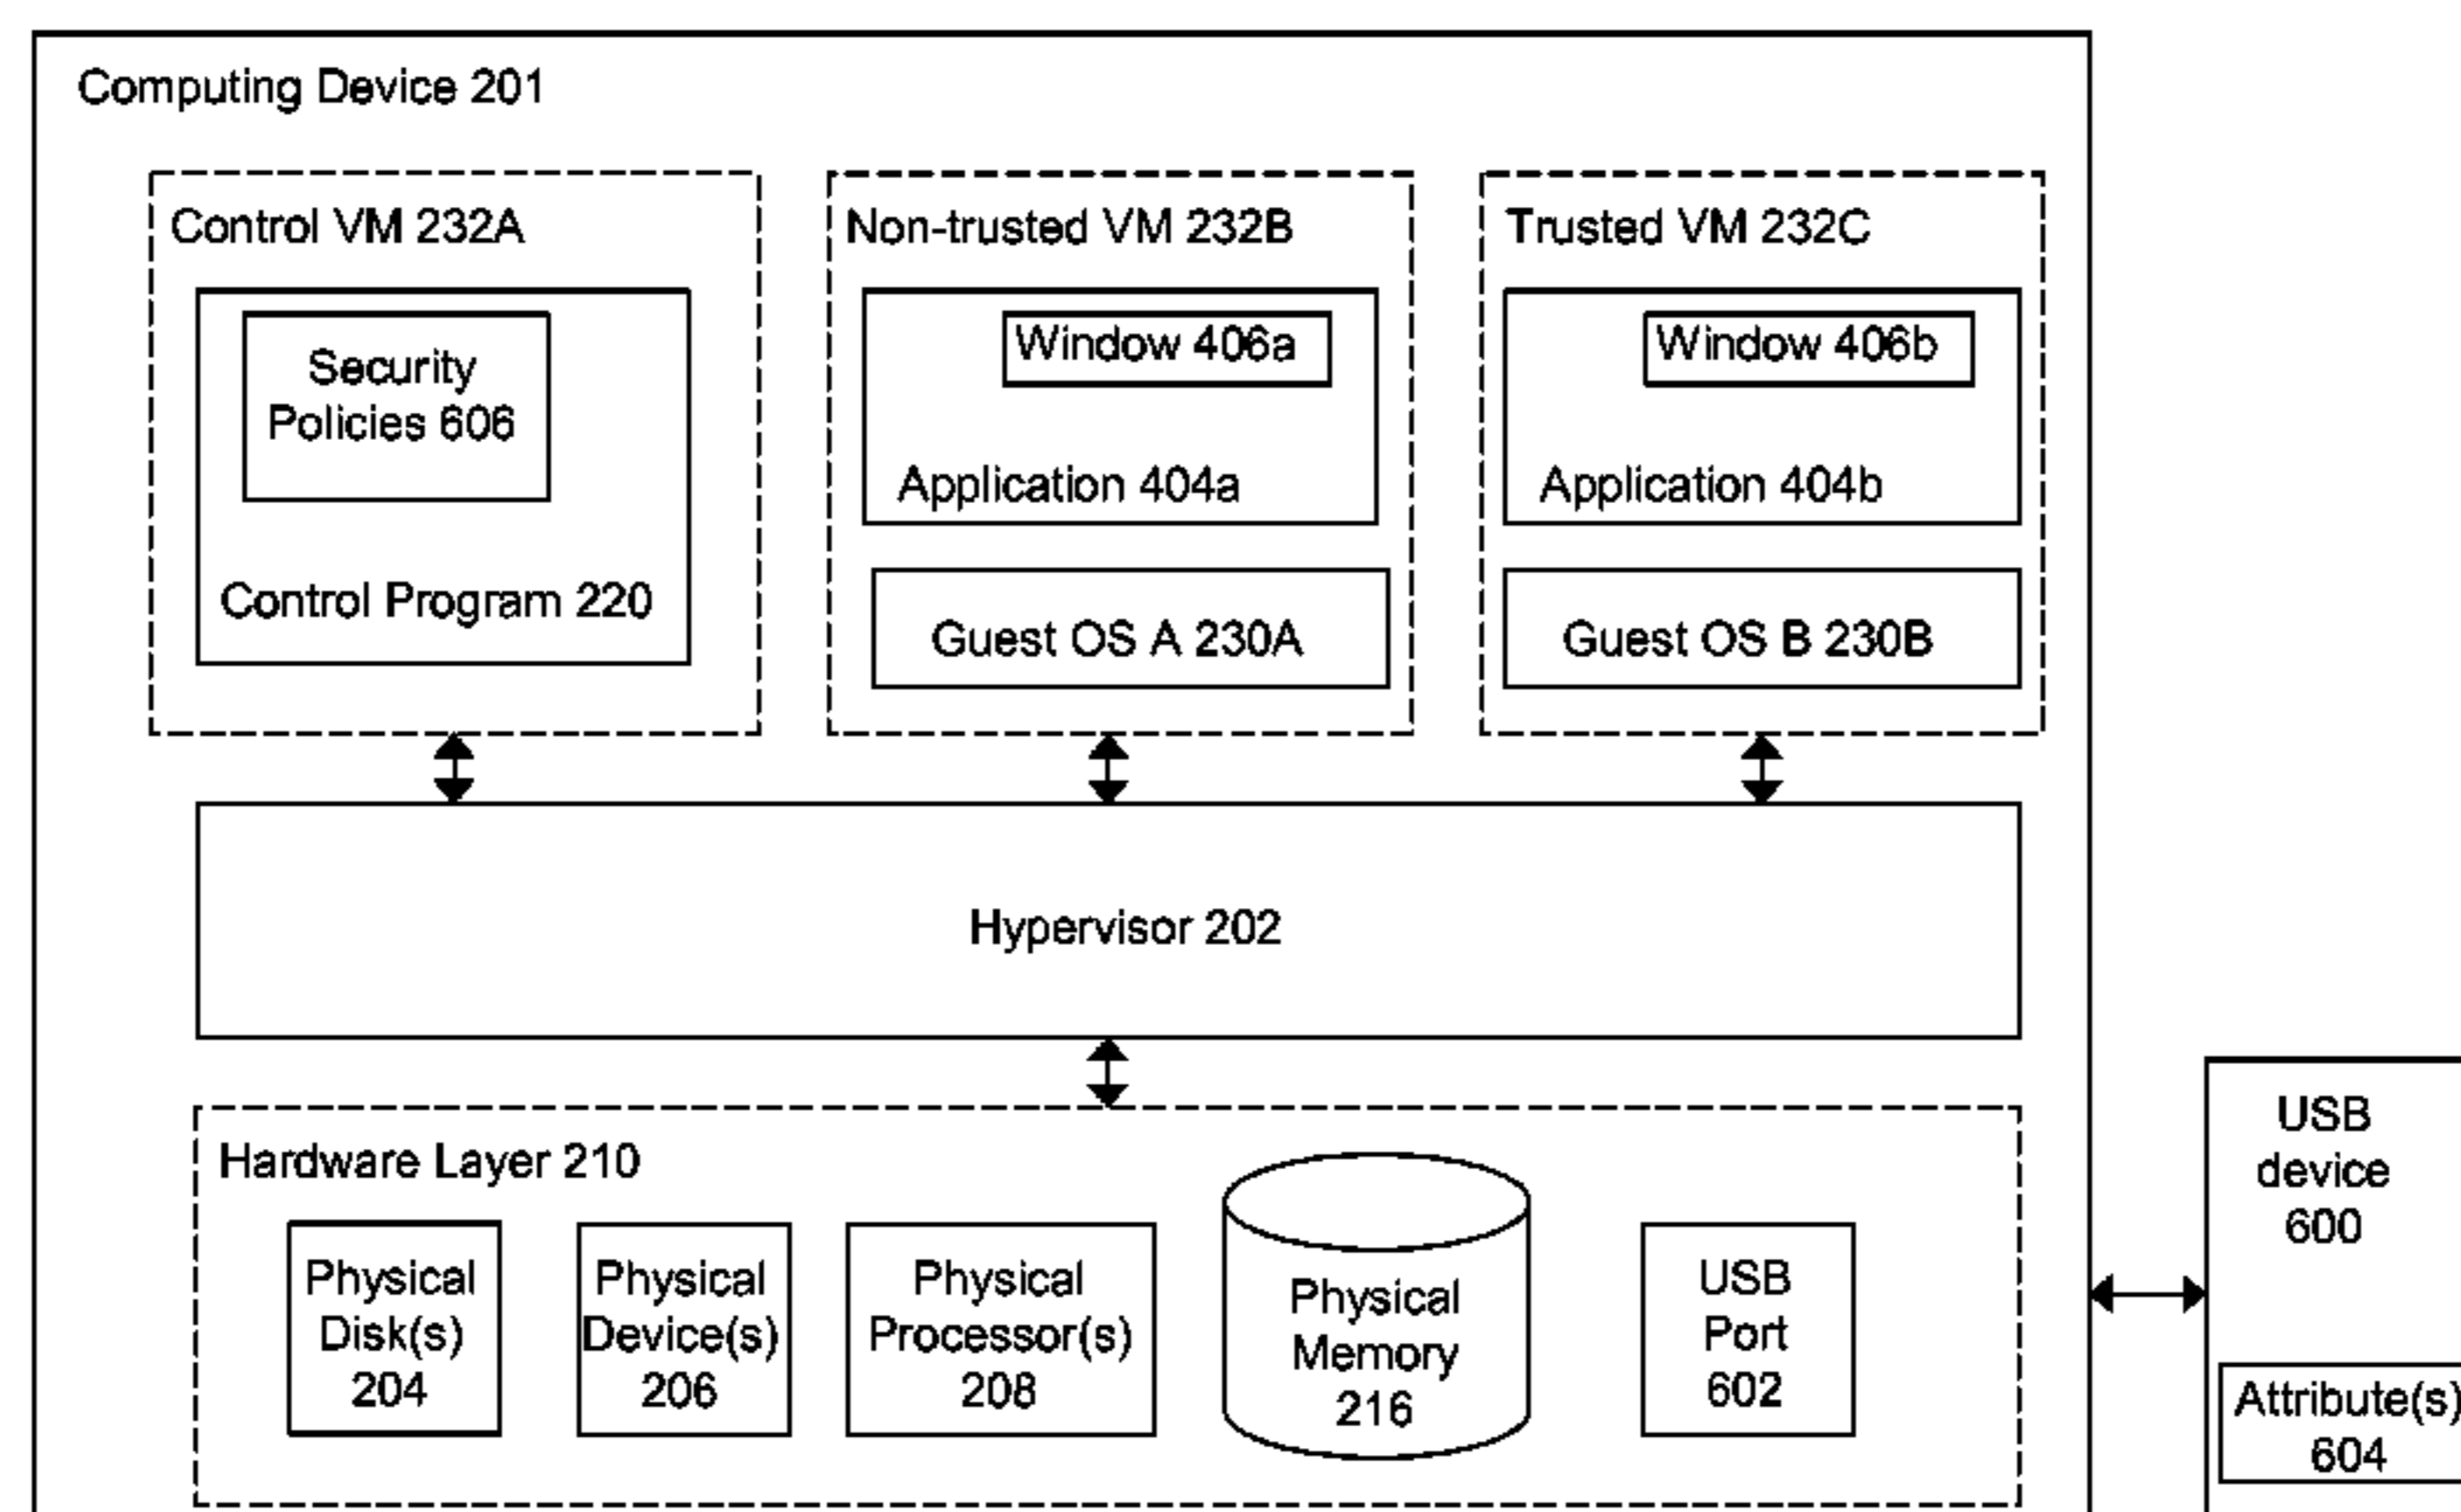 Computing Device 201
Control VM 232A
Security
Policies 606
Control Program 220
Non-trusted VM 232B
Window 406a
Application 404a
Guest OS A 230A
Trusted VM 232C
Window 406b
Application 404b
Guest OS B 230B
Hypervisor 202
Hardware Layer 210
Physical
Disk(s)
204
Physical
Device(s)
206
Physical
Processor(s)
208
Physical
Memory
216
USB
Port
602
USB
device
600
Attribute(s)
604